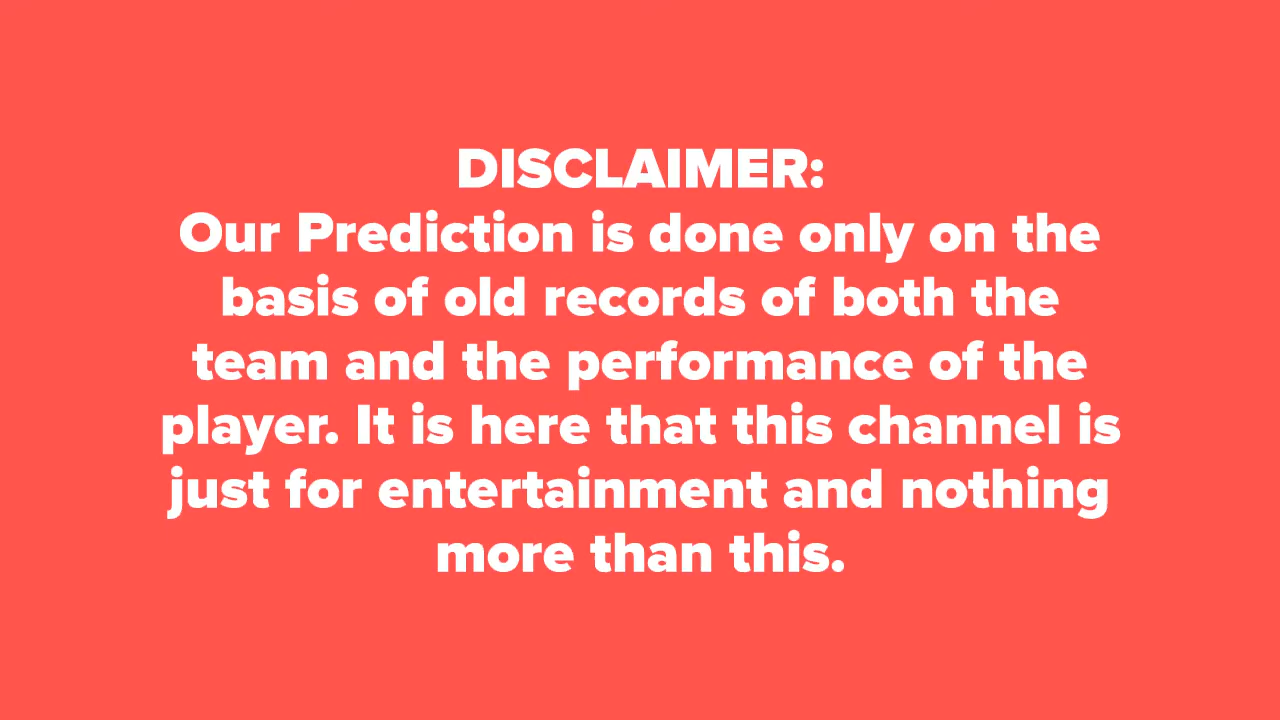 DISCLAIMER:
Our Prediction is done only on the
basis of old records of both the
team and the performance of the
player. It is here that this channel is
just for entertainment and nothing
more than this.